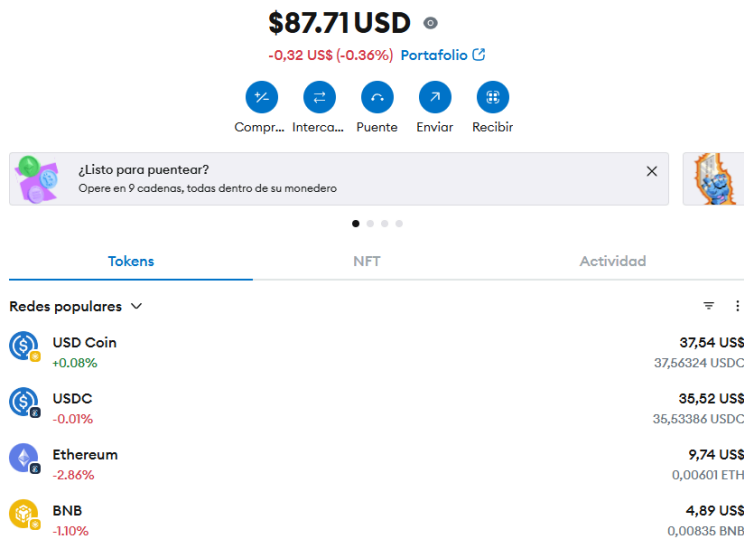 $87.71 USD
-0,32 US$ (-0.36%) Portafolio
Compr... Interca... Puente Enviar Recibir
¿Listo para puentear?
Opere en 9 cadenas, todas dentro de su monedero
Tokens NFT Actividad
Redes populares
USD Coin 37,54 US$
+0.08% 37,56324 USDC
USDC 35,52 US$
-0.01% 35,53386 USDC
Ethereum 9,74 US$
-2.86% 0,00601 ETH
BNB 4,89 US$
-1.10% 0,00835 BNB